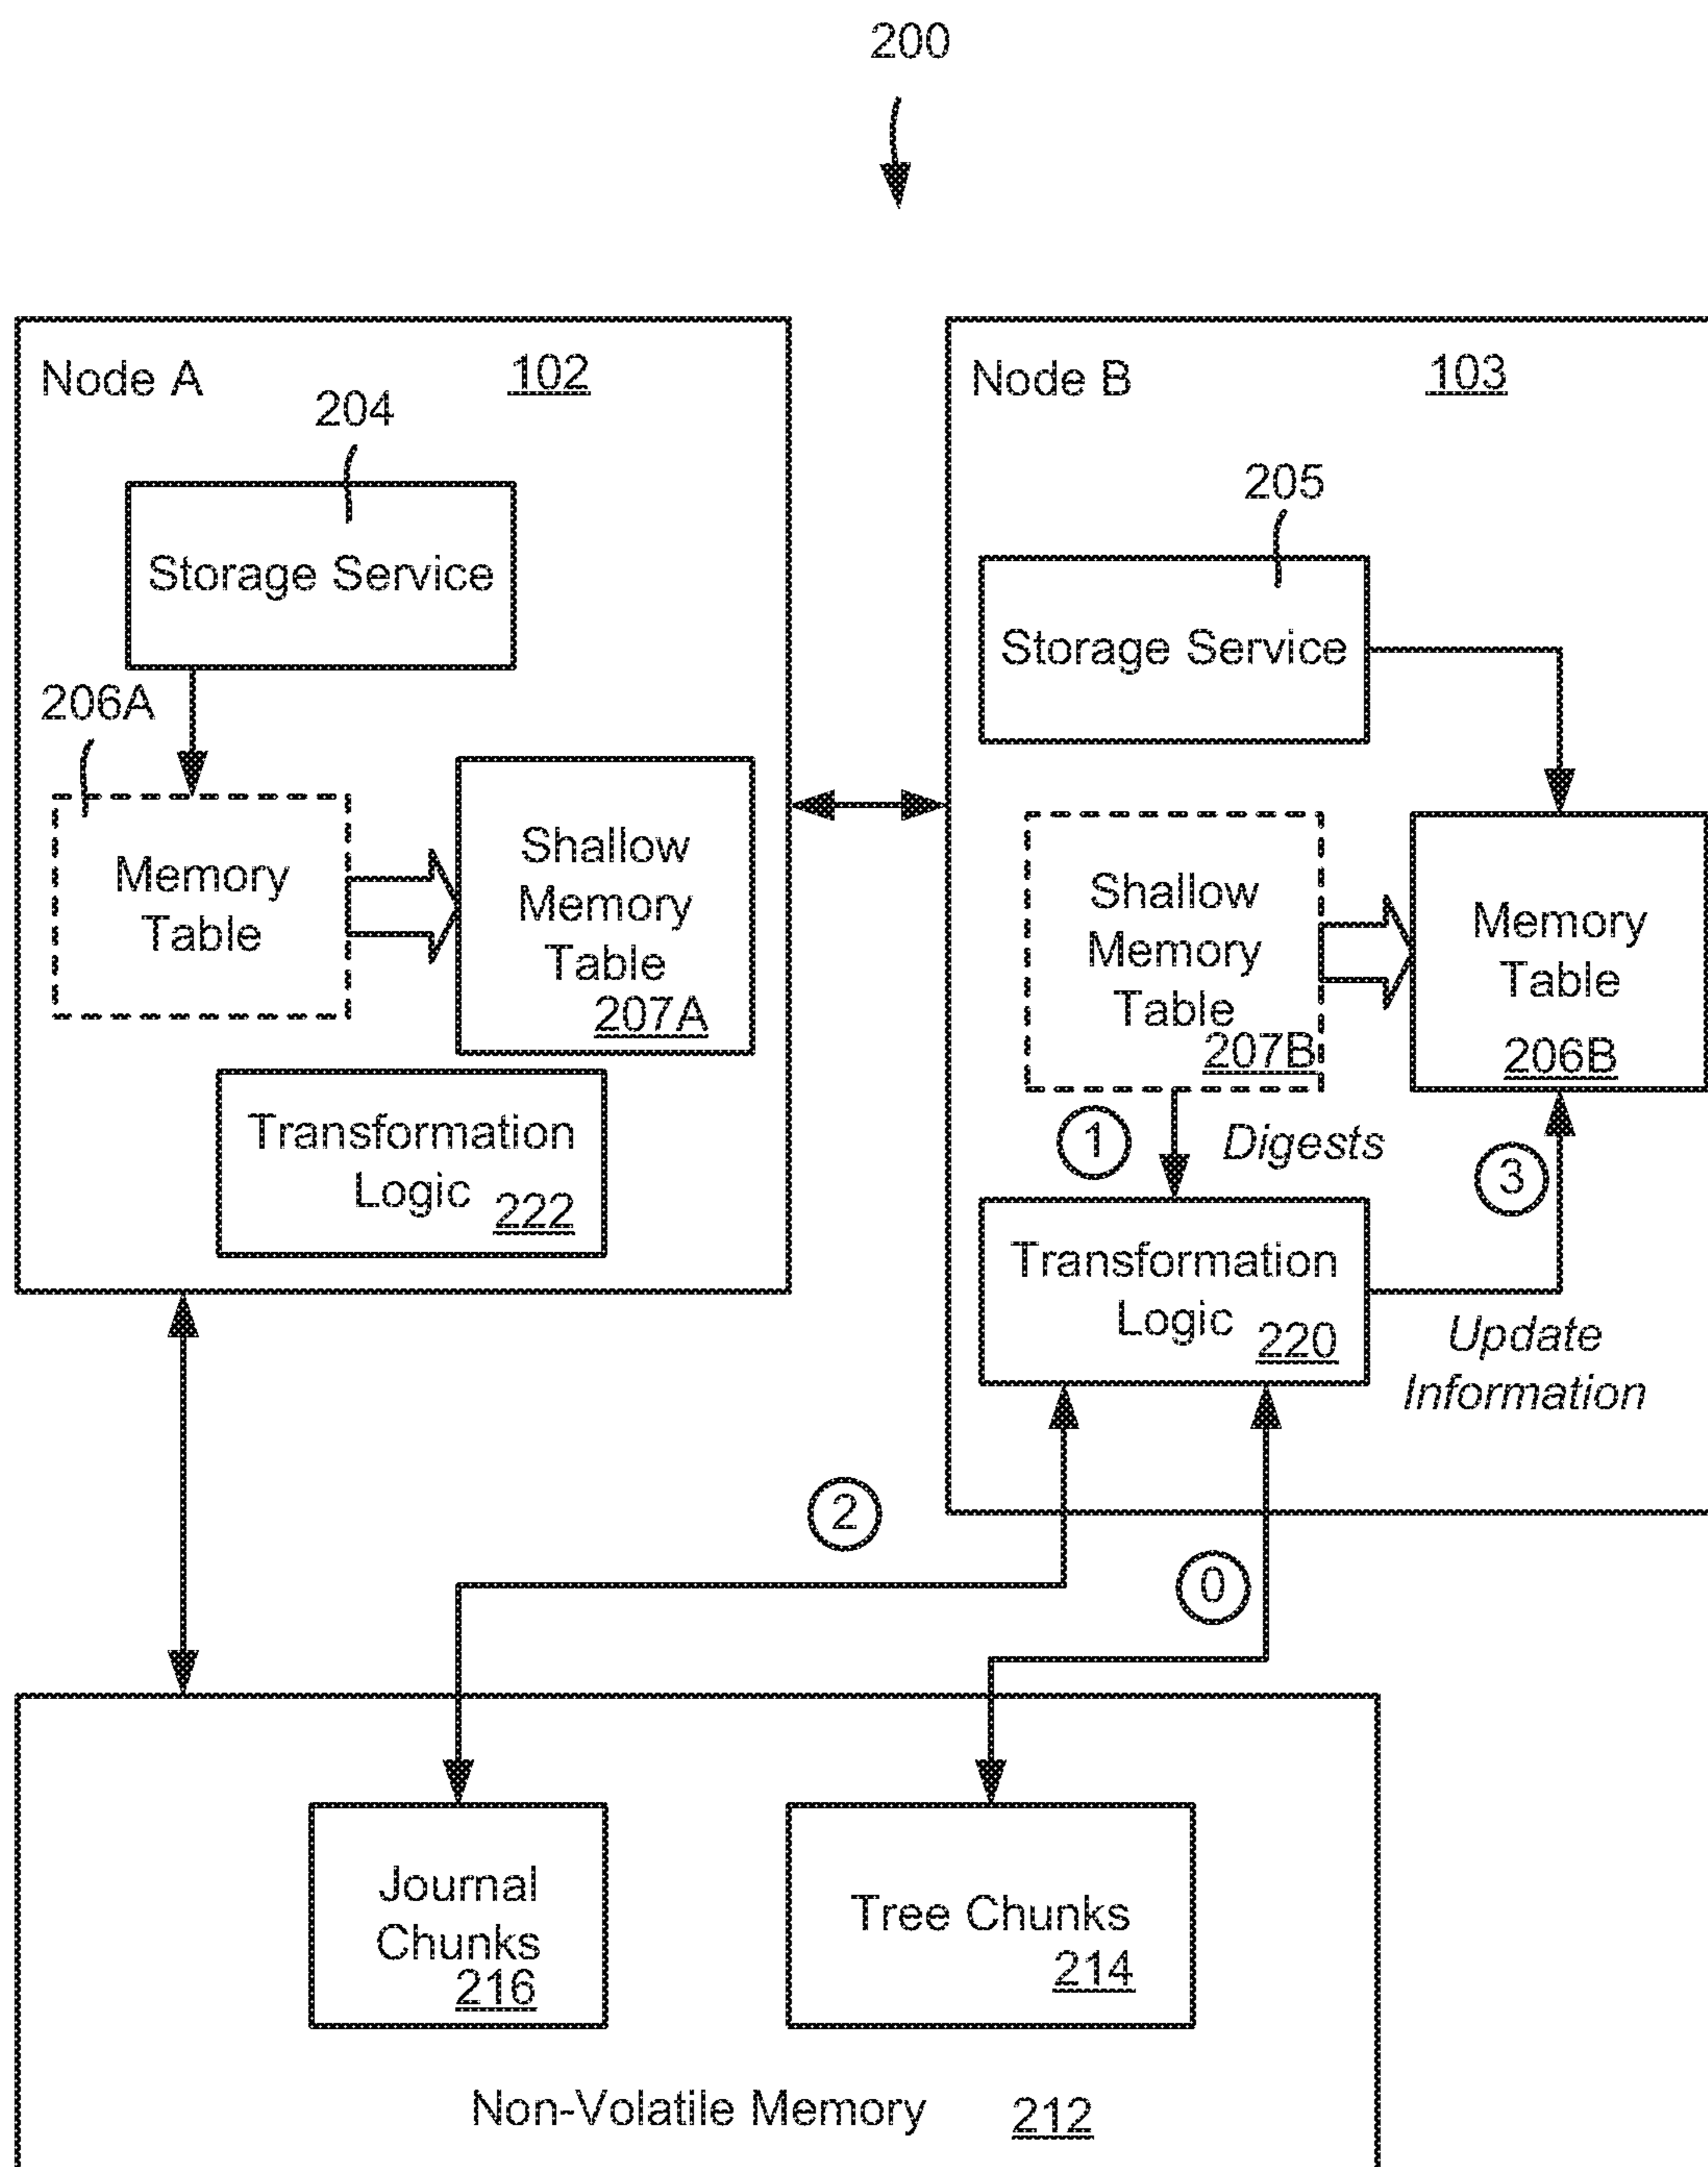 200
Node A
102
204
Storage Service
206A
Memory
Table
Shallow
Memory
Table
207A
Transformation
Logic
222
Node B
103
205
Storage Service
Shallow
Memory
Table
207B
Memory
Table
206B
1
Digests
3
Transformation
Logic
220
Update
Information
2
0
Journal
Chunks
216
Tree Chunks
214
Non-Volatile Memory
212